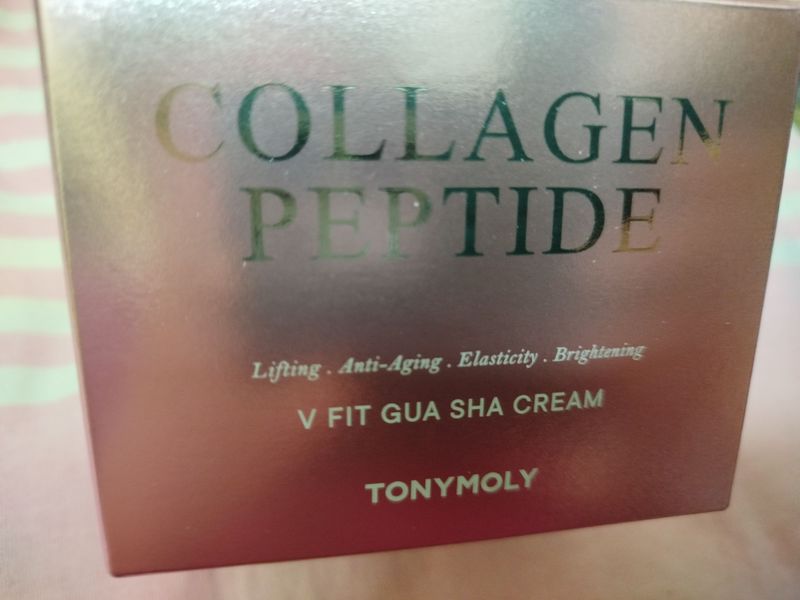 COLLAGEN
PEPTIDE
Lifting . Anti-Aging . Elasticity . Brightening
V FIT GUA SHA CREAM
TONYMOLY